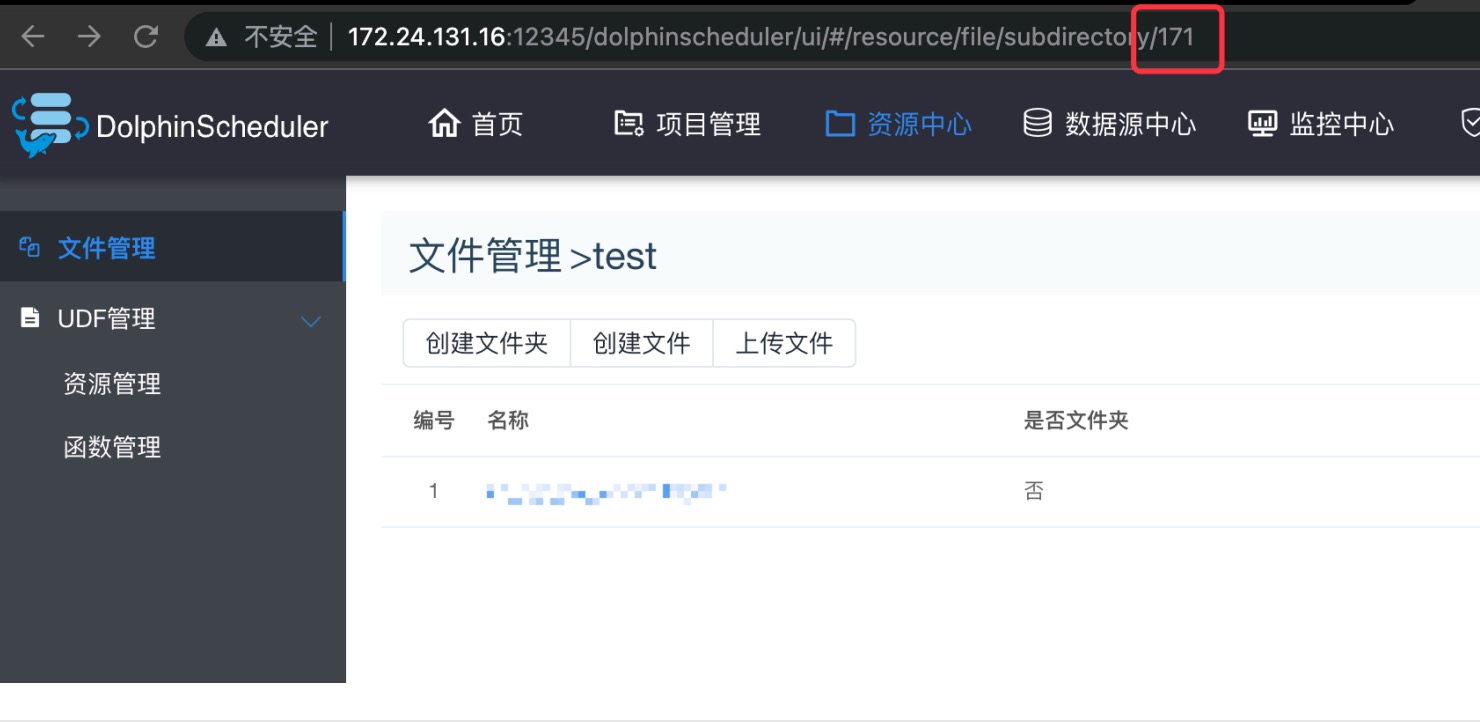 不安全 172.24.131.16:12345/dolphinscheduler/ui/#/resource/file/subdirectory/171
DolphinScheduler 首页 项目管理 资源中心 数据源中心 监控中心
文件管理
UDF管理
资源管理
函数管理
文件管理 >test
创建文件夹 创建文件 上传文件
编号 名称 是否文件夹
1 否